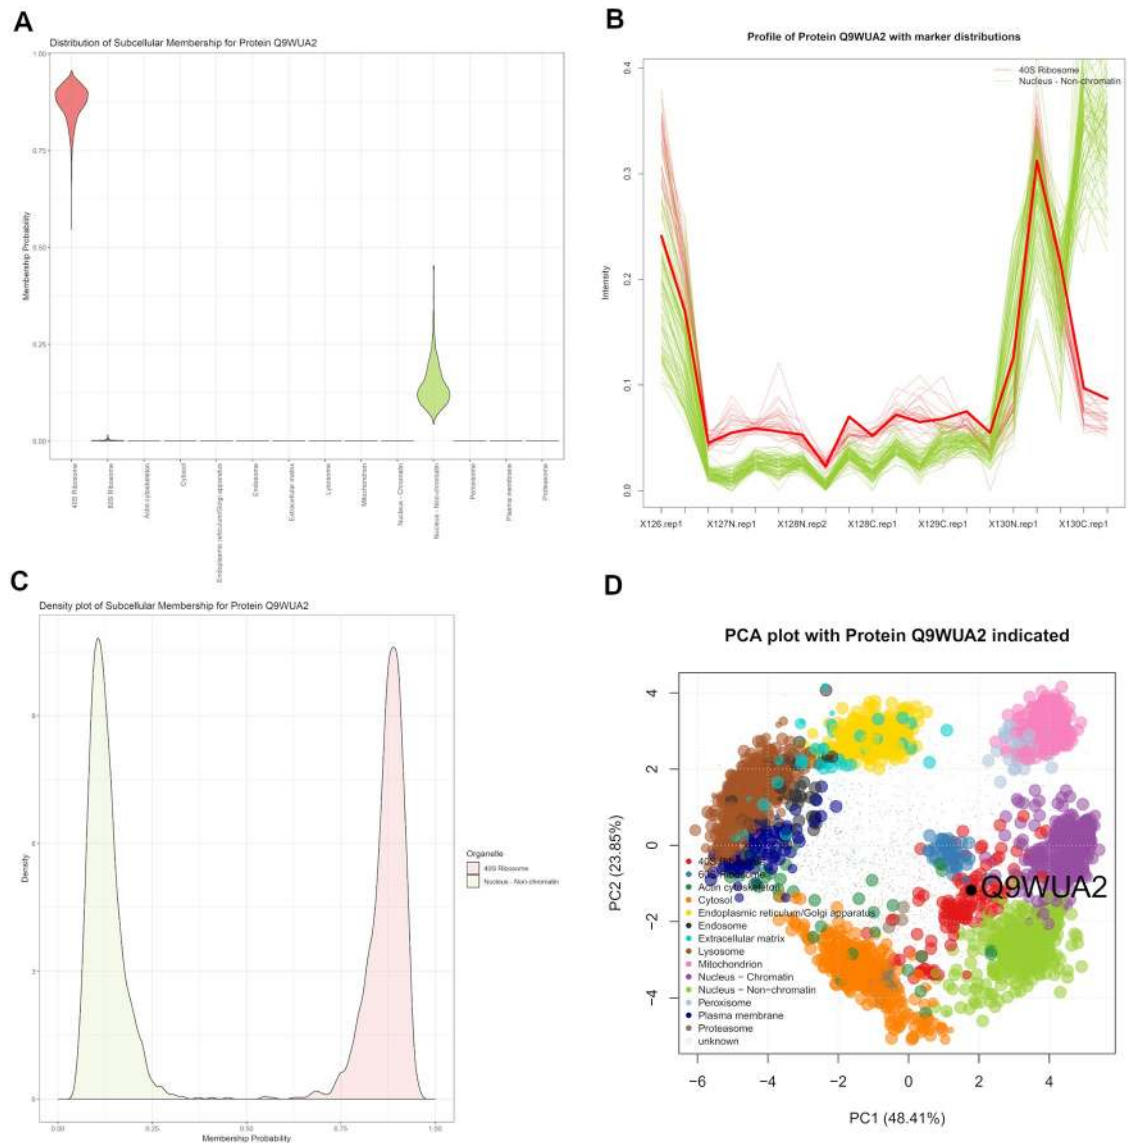 A
Distribution of Subcellular Membership for Protein Q9WUA2
Membership Probability
1.00
0.75
0.50
0.25
0.00
40S Ribosome
60S Ribosome
Actin cytoskeleton
Cytosol
Endoplasmic reticulum/Golgi apparatus
Endosome
Extracellular matrix
Lysosome
Mitochondrion
Nucleus - Chromatin
Nucleus - Non-chromatin
Peroxisome
Plasma membrane
Proteasome
B
Profile of Protein Q9WUA2 with marker distributions
40S Ribosome
Nucleus - Non-chromatin
Intensity
0.4
0.3
0.2
0.1
0.0
X126.rep1 X127N.rep1 X128N.rep2 X128C.rep1 X129C.rep1 X130N.rep1 X130C.rep1
C
Density plot of Subcellular Membership for Protein Q9WUA2
Density
9
6
3
0
0.00 0.25 0.50 0.75 1.00
Membership Probability
Organelle
40S Ribosome
Nucleus - Non-chromatin
D
PCA plot with Protein Q9WUA2 indicated
PC2 (23.85%)
4
2
0
−2
−4
Q9WUA2
40S Ribosome
60S Ribosome
Actin cytoskeleton
Cytosol
Endoplasmic reticulum/Golgi apparatus
Endosome
Extracellular matrix
Lysosome
Mitochondrion
Nucleus − Chromatin
Nucleus − Non−chromatin
Peroxisome
Plasma membrane
Proteasome
unknown
−6 −4 −2 0 2 4
PC1 (48.41%)